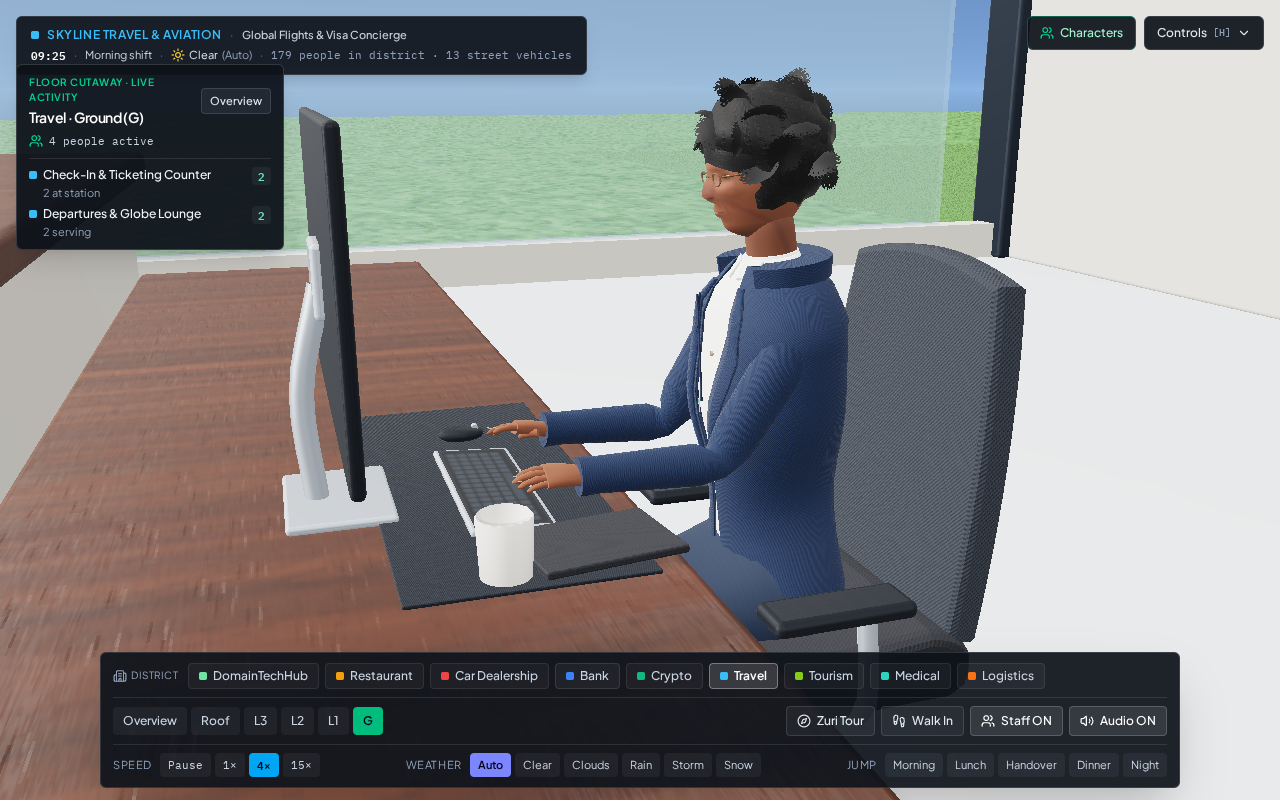 SKYLINE TRAVEL & AVIATION · Global Flights & Visa Concierge
09:25 · Morning shift · Clear (Auto) · 179 people in district · 13 street vehicles
Characters
Controls [H]
FLOOR CUTAWAY · LIVE
ACTIVITY
Overview
Travel · Ground (G)
4 people active
Check-In & Ticketing Counter 2
2 at station
Departures & Globe Lounge 2
2 serving
DISTRICT DomainTechHub Restaurant Car Dealership Bank Crypto Travel Tourism Medical Logistics
Overview Roof L3 L2 L1 G Zuri Tour Walk In Staff ON Audio ON
SPEED Pause 1× 4× 15× WEATHER Auto Clear Clouds Rain Storm Snow JUMP Morning Lunch Handover Dinner Night